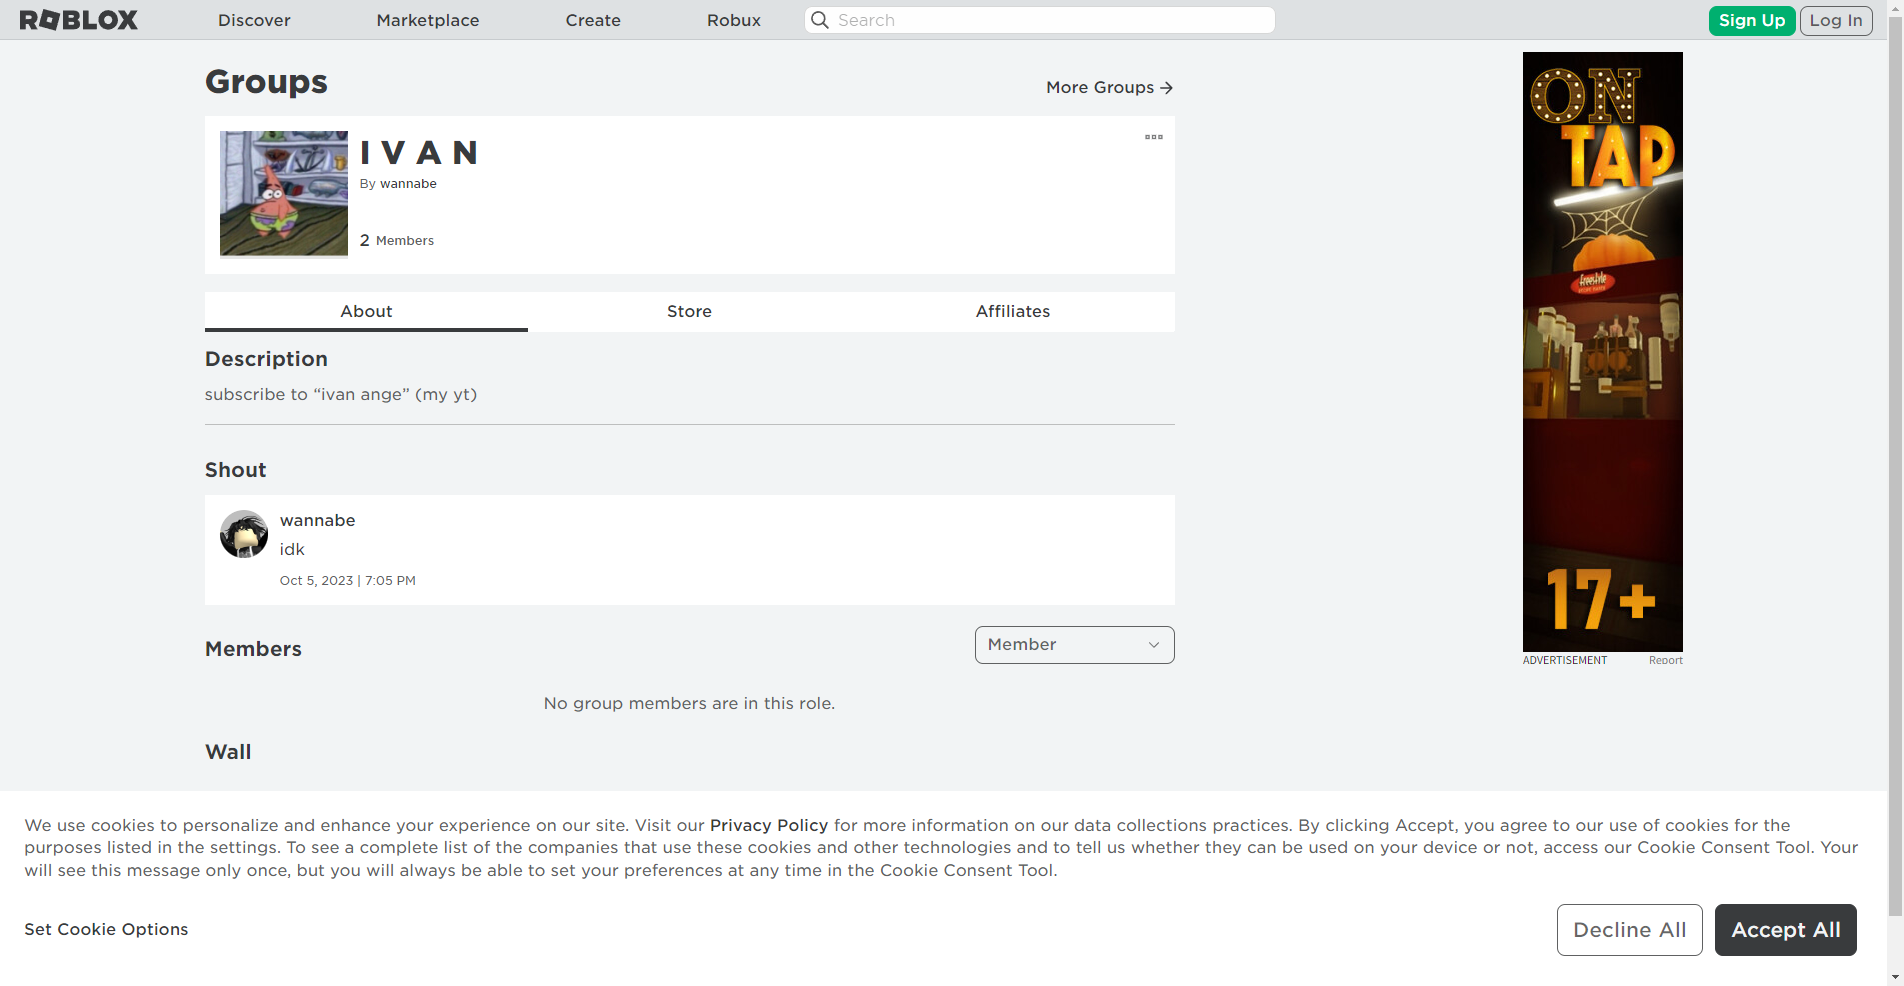 ROBLOX
Discover
Marketplace
Create
Robux
Search
Sign Up
Log In
Groups
More Groups
I V A N
By wannabe
2 Members
About
Store
Affiliates
Description
subscribe to “ivan ange” (my yt)
Shout
wannabe
idk
Oct 5, 2023 | 7:05 PM
Members
Member
No group members are in this role.
Wall
ON
TAP
freestyle
17+
ADVERTISEMENT
Report
We use cookies to personalize and enhance your experience on our site. Visit our Privacy Policy for more information on our data collections practices. By clicking Accept, you agree to our use of cookies for the
purposes listed in the settings. To see a complete list of the companies that use these cookies and other technologies and to tell us whether they can be used on your device or not, access our Cookie Consent Tool. Your
will see this message only once, but you will always be able to set your preferences at any time in the Cookie Consent Tool.
Set Cookie Options
Decline All
Accept All